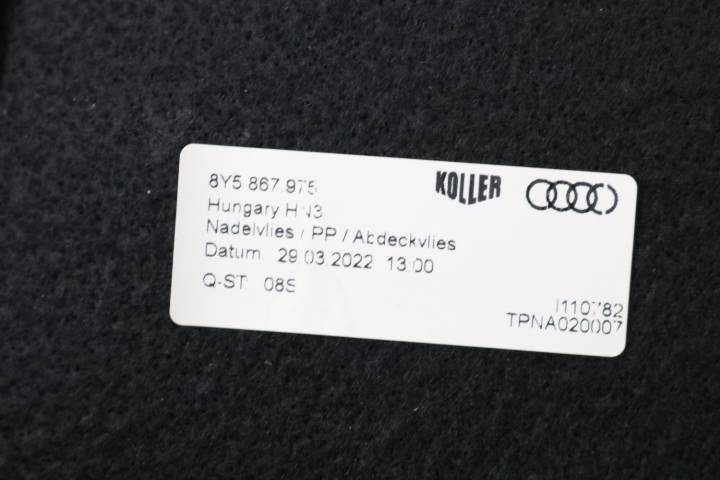 8Y5 867 975
KOLLER
Hungary HN3
Nadelvlies / PP / Abdeckvlies
Datum 29.03.2022 13:00
Q-ST: 08S
I110782
TPNA020007